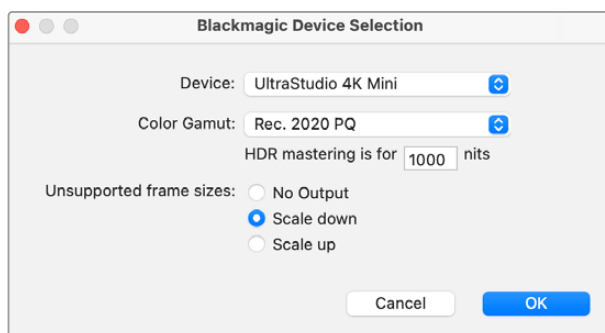 Blackmagic Device Selection
Device: UltraStudio 4K Mini
Color Gamut: Rec. 2020 PQ
HDR mastering is for 1000 nits
Unsupported frame sizes: No Output
Scale down
Scale up
Cancel OK